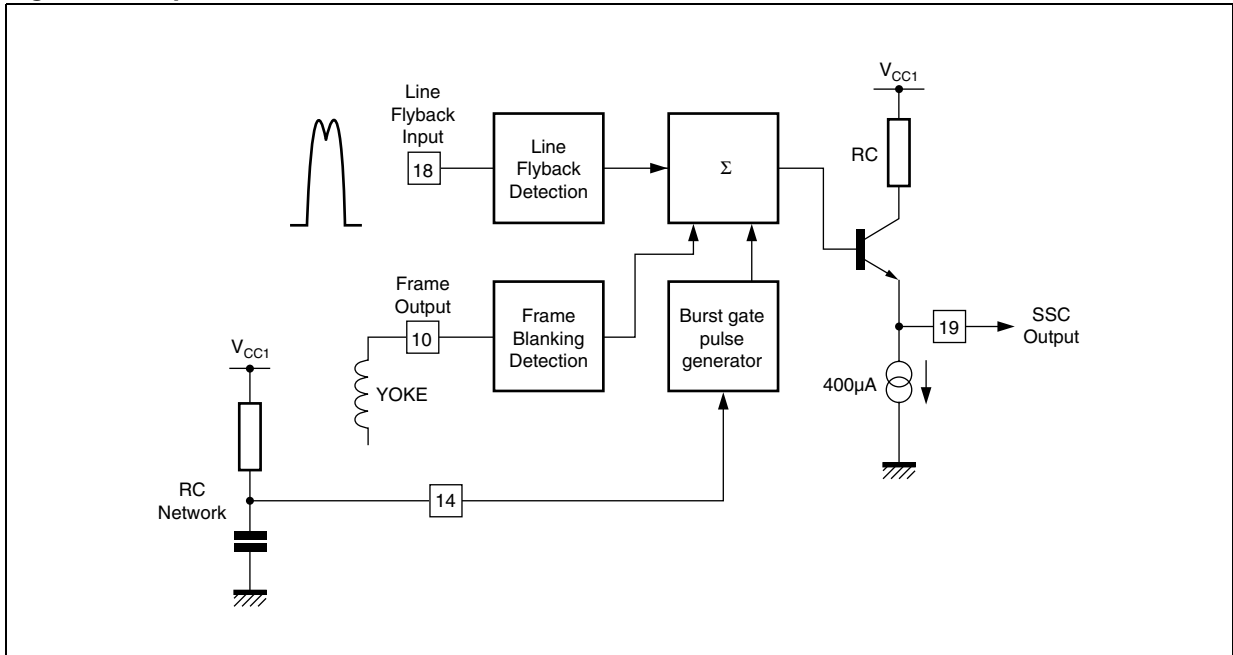 Line
Flyback
Input
18
Line
Flyback
Detection
Σ
V_CC1
RC
Frame
Output
10
Frame
Blanking
Detection
Burst gate
pulse
generator
19
SSC
Output
400µA
V_CC1
YOKE
RC
Network
14